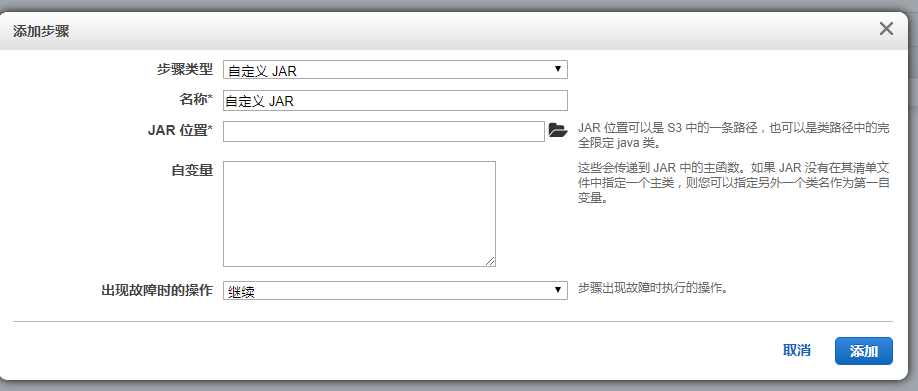 添加步骤
步骤类型
自定义 JAR
名称*
自定义 JAR
JAR 位置*
JAR 位置可以是 S3 中的一条路径，也可以是类路径中的完
全限定 java 类。
自变量
这些会传递到 JAR 中的主函数。如果 JAR 没有在其清单文
件中指定一个主类，则您可以指定另外一个类名作为第一自
变量。
出现故障时的操作
继续
步骤出现故障时执行的操作。
取消
添加